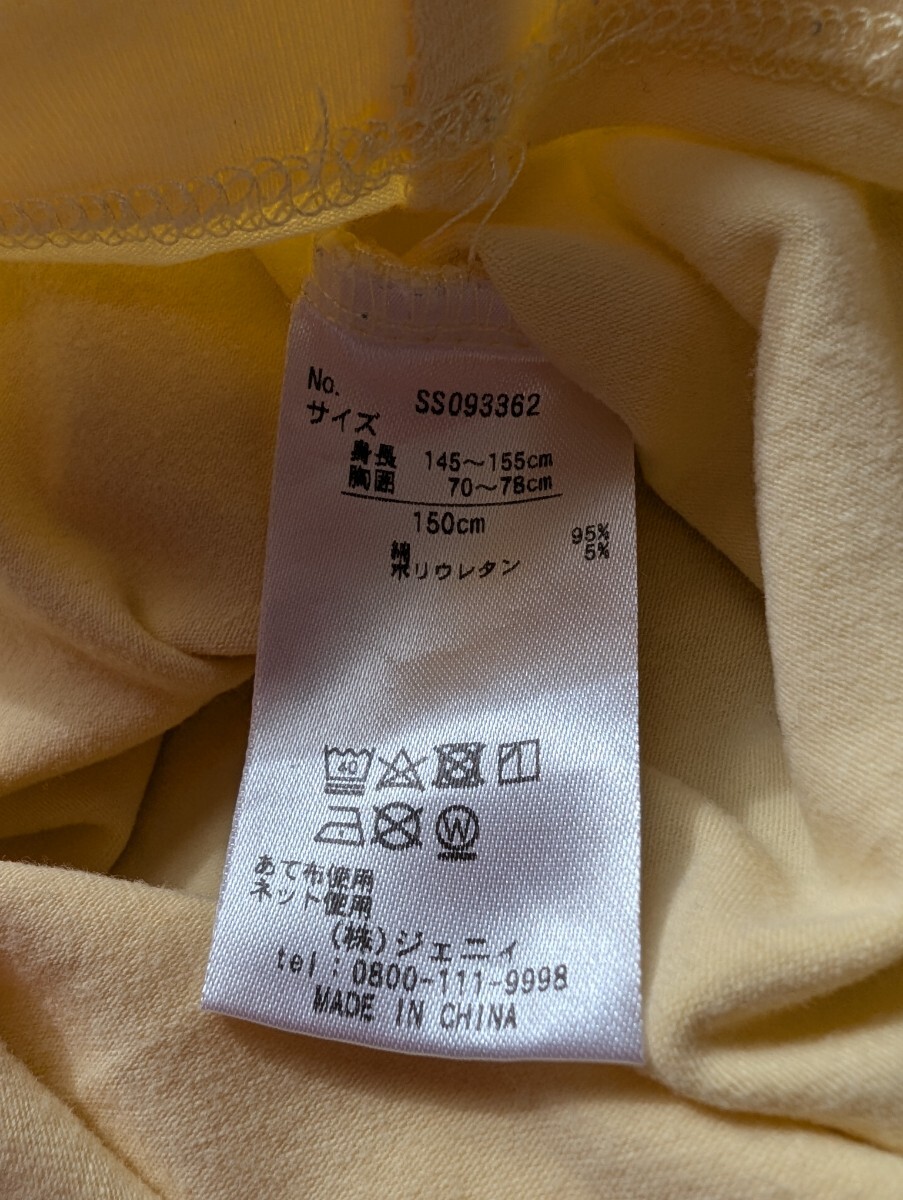 No. SS093362
サイズ
身長 145～155cm
胸囲 70～78cm
150cm
綿 95%
ポリウレタン 5%
40
W
あて布使用
ネット使用
(株)ジェニィ
tel:0800-111-9998
MADE IN CHINA